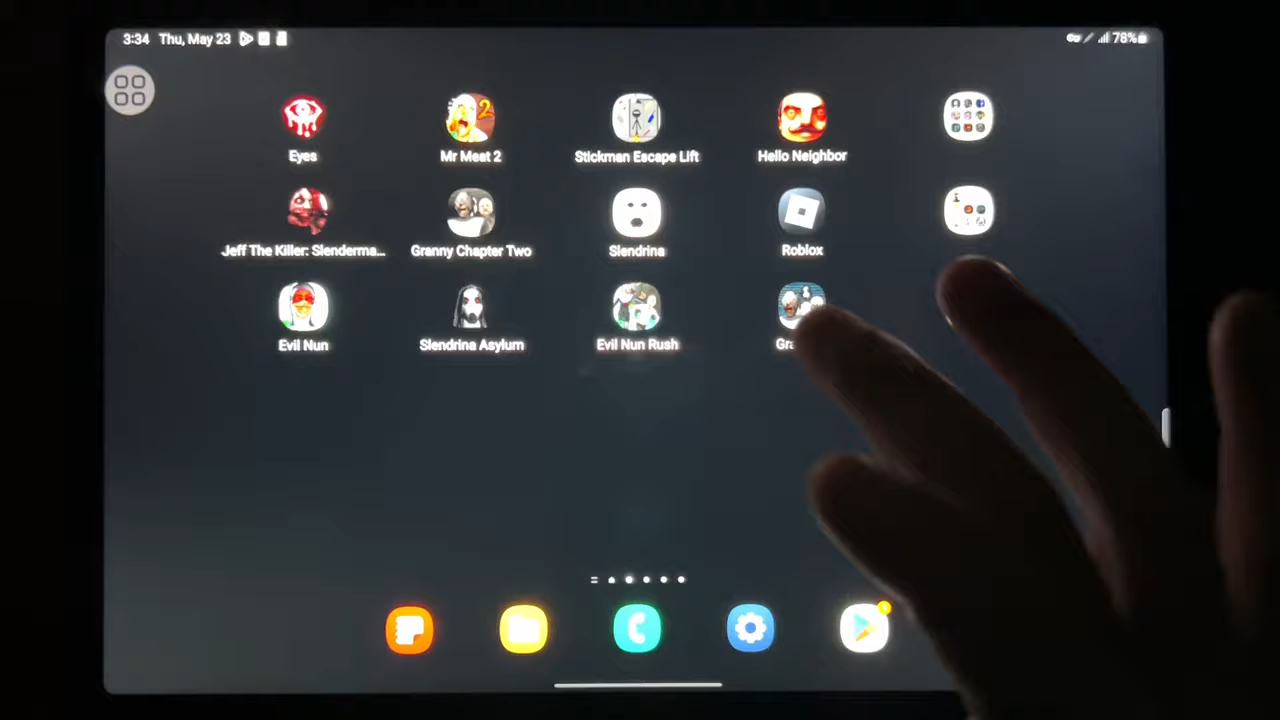 3:34 Thu, May 23
78%
Eyes
Mr Meat 2
Stickman Escape Lift
Hello Neighbor
Jeff The Killer: Slenderma...
Granny Chapter Two
Slendrina
Roblox
Evil Nun
Slendrina Asylum
Evil Nun Rush